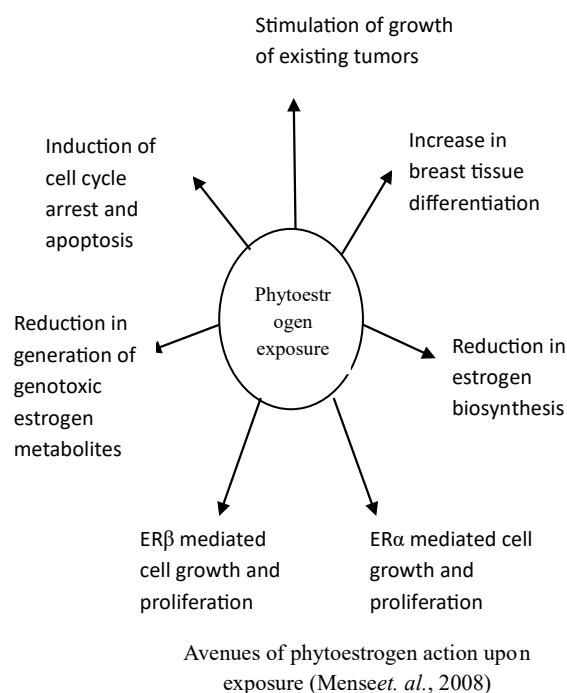 Stimulation of growth
of existing tumors
Increase in
breast tissue
differentiation
Induction of
cell cycle
arrest and
apoptosis
Phytoestr
ogen
exposure
Reduction in
generation of
genotoxic
estrogen
metabolites
Reduction in
estrogen
biosynthesis
ERβ mediated
cell growth and
proliferation
ERα mediated cell
growth and
proliferation
Avenues of phytoestrogen action upon
exposure (Menseet. al., 2008)